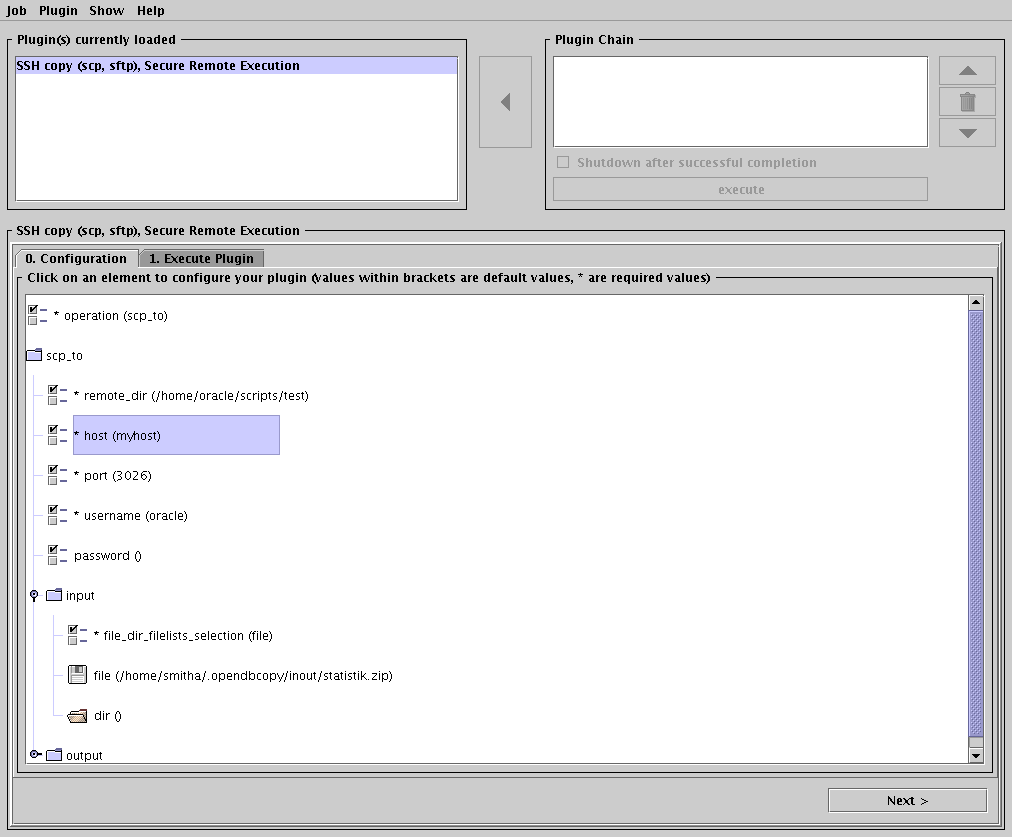 Job Plugin Show Help
Plugin(s) currently loaded
SSH copy (scp, sftp), Secure Remote Execution
Plugin Chain
Shutdown after successful completion
execute
SSH copy (scp, sftp), Secure Remote Execution
0. Configuration
1. Execute Plugin
Click on an element to configure your plugin (values within brackets are default values, * are required values)
* operation (scp_to)
scp_to
* remote_dir (/home/oracle/scripts/test)
* host (myhost)
* port (3026)
* username (oracle)
password ()
input
* file_dir_filelists_selection (file)
file (/home/smitha/.opendbcopy/inout/statistik.zip)
dir ()
output
Next >